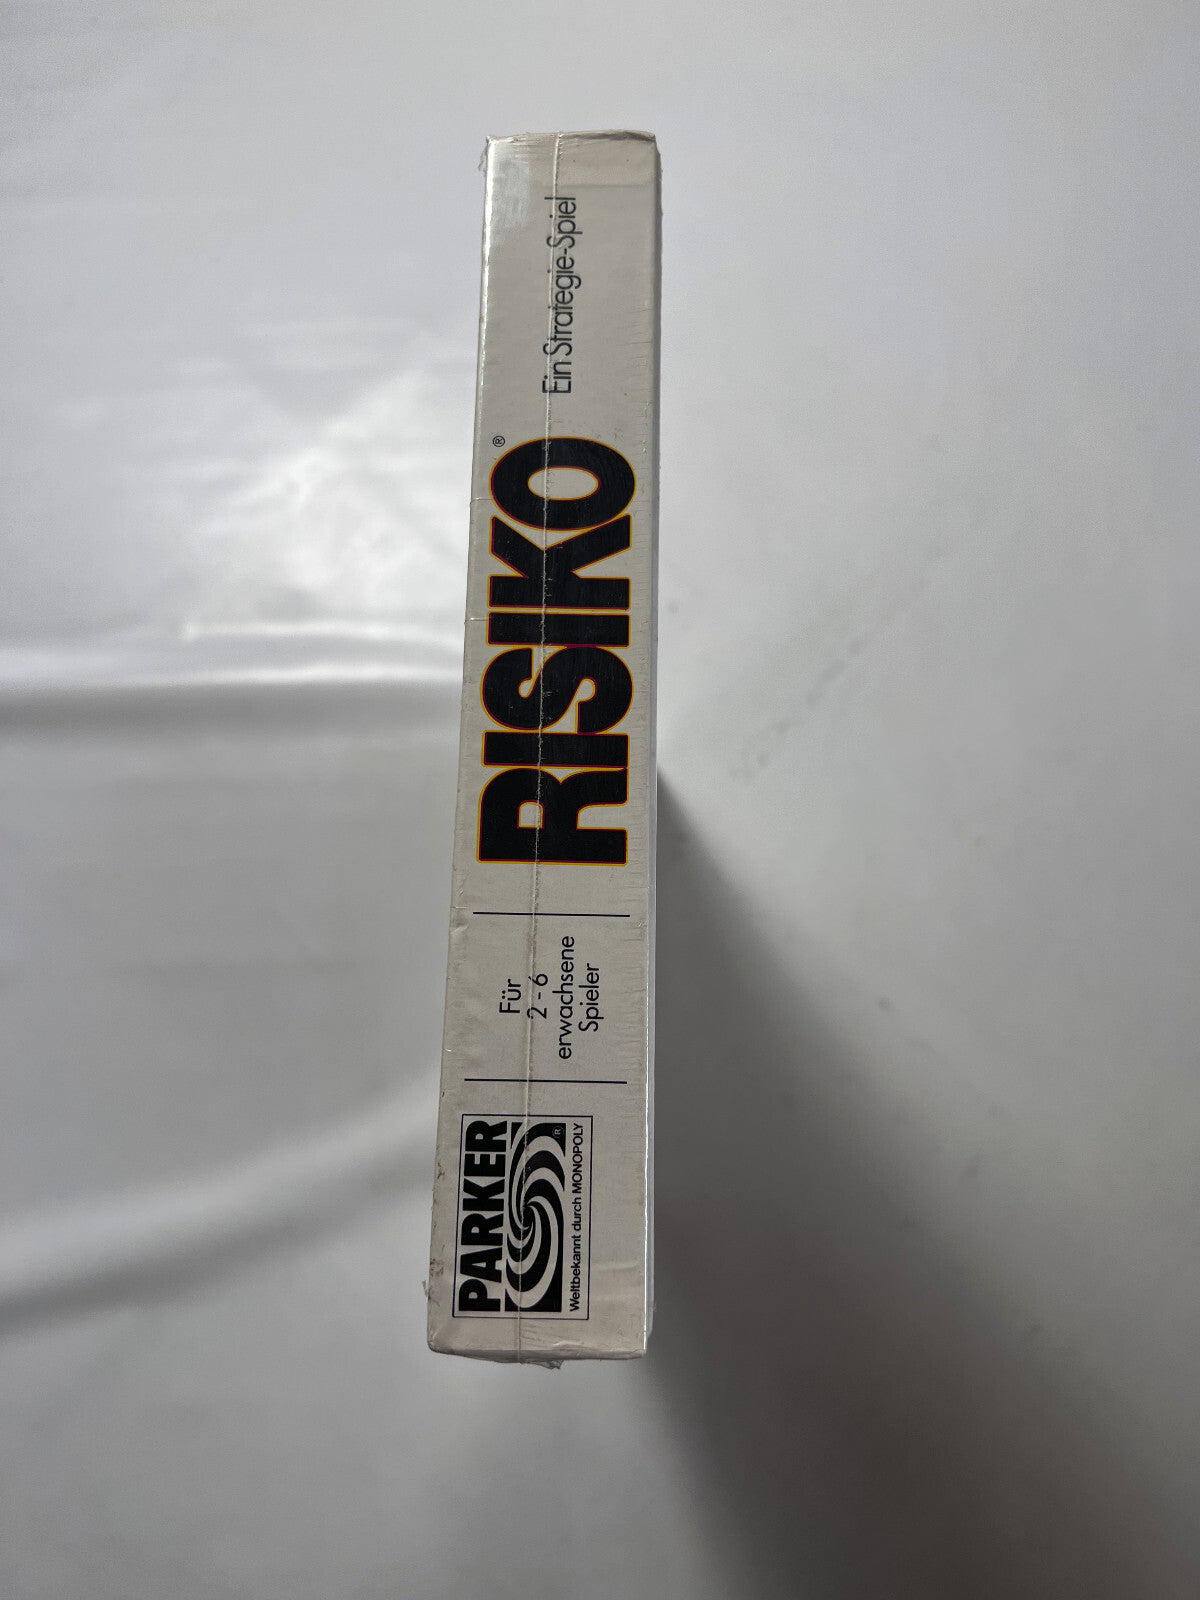 PARKER
®
Weltbekannt durch MONOPOLY
Für
2-6
erwachsene
Spieler
RISIKO®
Ein Strategie-Spiel